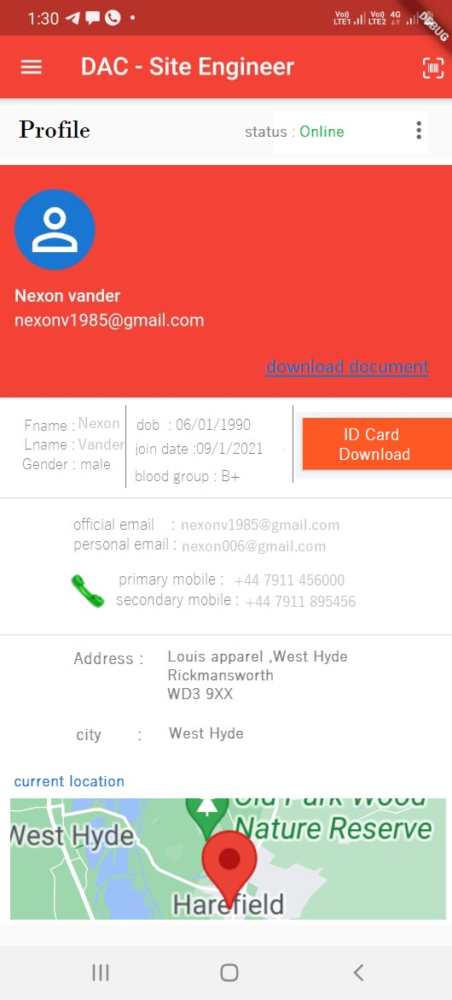 1:30 Vo)) LTE1 Vo)) LTE2 4G
DEBUG
DAC - Site Engineer
Profile status : Online
Nexon vander
nexonv1985@gmail.com
download document
Fname : Nexon
Lname : Vander
Gender : male
dob : 06/01/1990
join date :09/1/2021
blood group : B+
ID Card
Download
official email : nexonv1985@gmail.com
personal email : nexon006@gmail.com
primary mobile : +44 7911 456000
secondary mobile : +44 7911 895456
Address : Louis apparel ,West Hyde
Rickmansworth
WD3 9XX
city : West Hyde
current location
Old Park Wood
Nature Reserve
West Hyde
Harefield